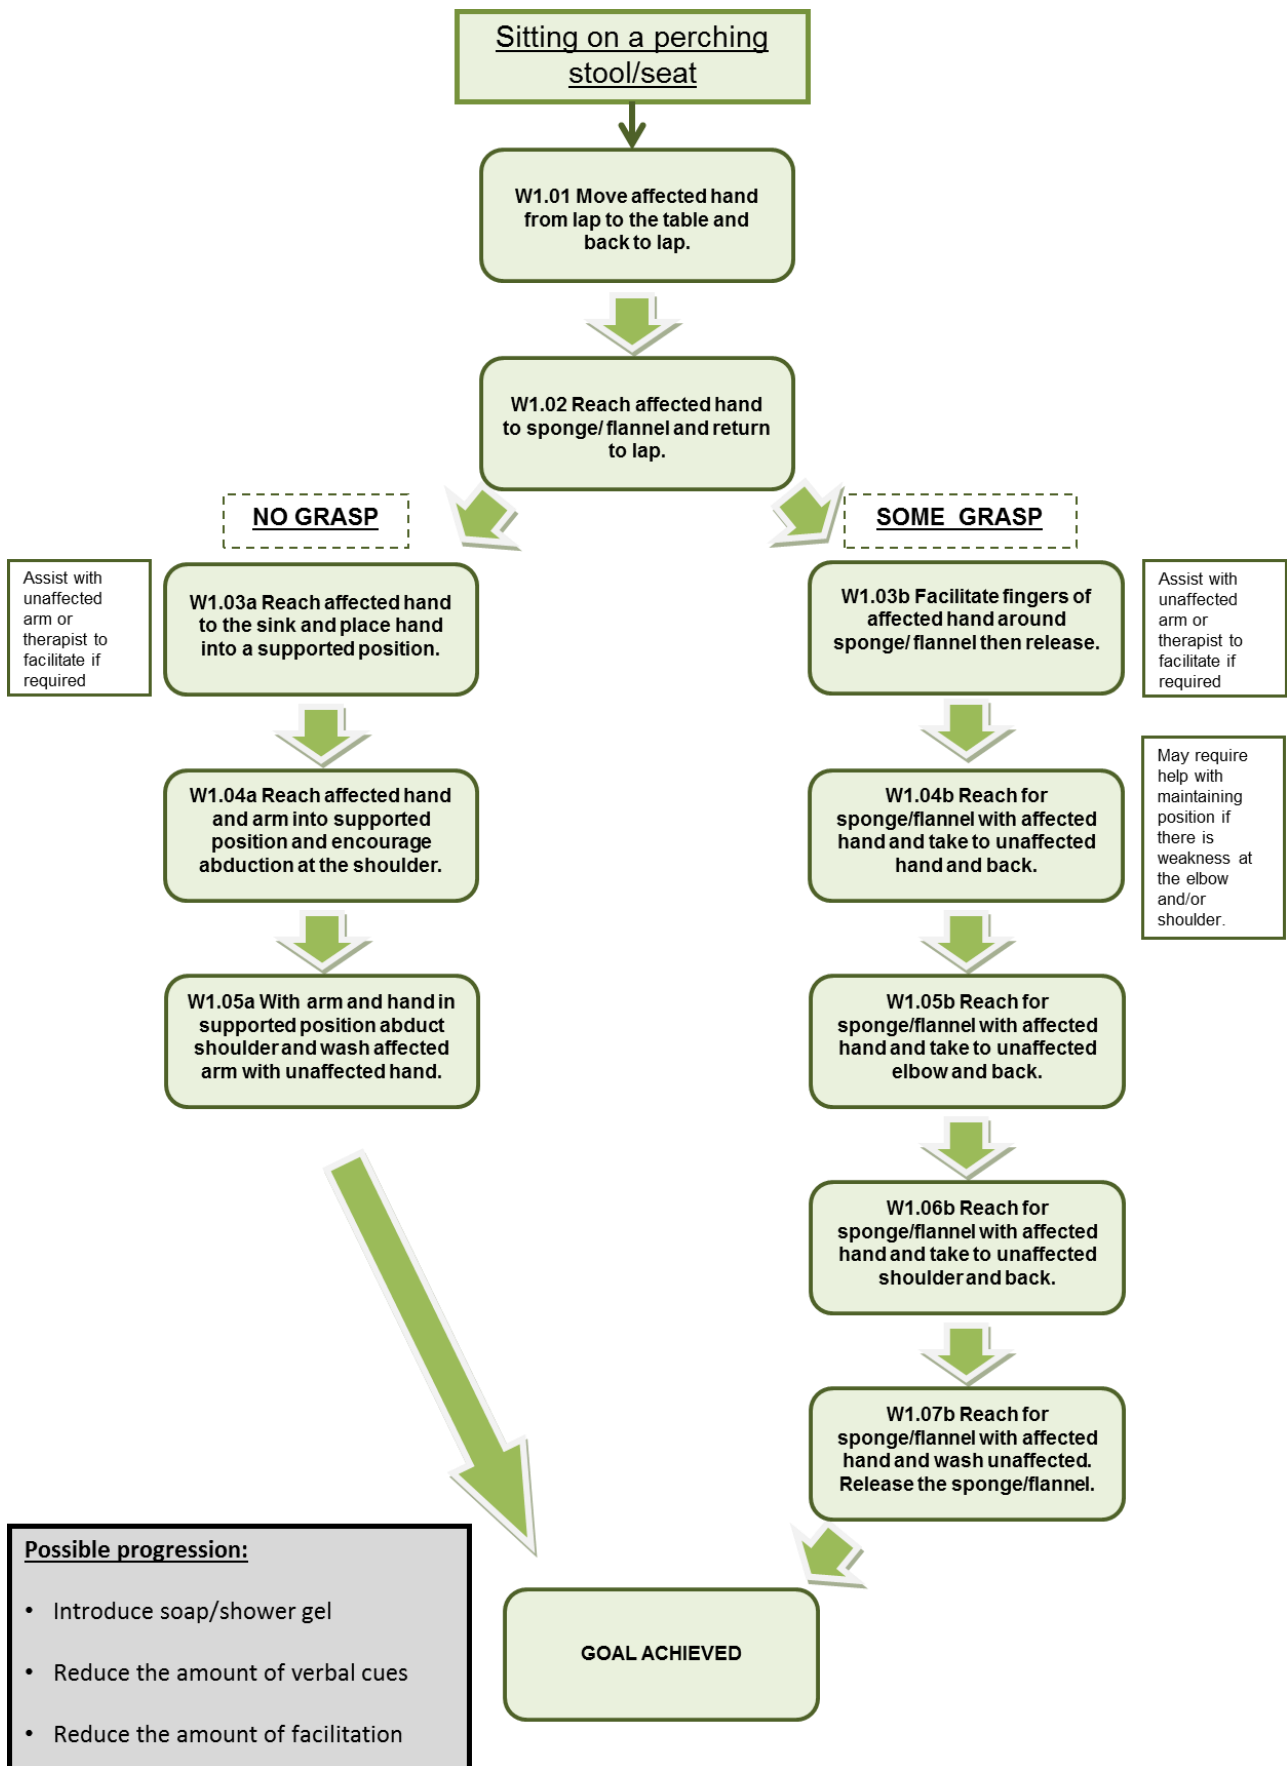 Sitting on a perching
stool/seat
W1.01 Move affected hand
from lap to the table and
back to lap.
W1.02 Reach affected hand
to sponge/ flannel and return
to lap.
NO GRASP
SOME GRASP
Assist with
unaffected
arm or
therapist to
facilitate if
required
W1.03a Reach affected hand
to the sink and place hand
into a supported position.
W1.03b Facilitate fingers of
affected hand around
sponge/ flannel then release.
Assist with
unaffected
arm or
therapist to
facilitate if
required
W1.04a Reach affected hand
and arm into supported
position and encourage
abduction at the shoulder.
W1.04b Reach for
sponge/flannel with affected
hand and take to unaffected
hand and back.
May require
help with
maintaining
position if
there is
weakness at
the elbow
and/or
shoulder.
W1.05a With arm and hand in
supported position abduct
shoulder and wash affected
arm with unaffected hand.
W1.05b Reach for
sponge/flannel with affected
hand and take to unaffected
elbow and back.
W1.06b Reach for
sponge/flannel with affected
hand and take to unaffected
shoulder and back.
W1.07b Reach for
sponge/flannel with affected
hand and wash unaffected.
Release the sponge/flannel.
Possible progression:
• Introduce soap/shower gel
• Reduce the amount of verbal cues
• Reduce the amount of facilitation
GOAL ACHIEVED